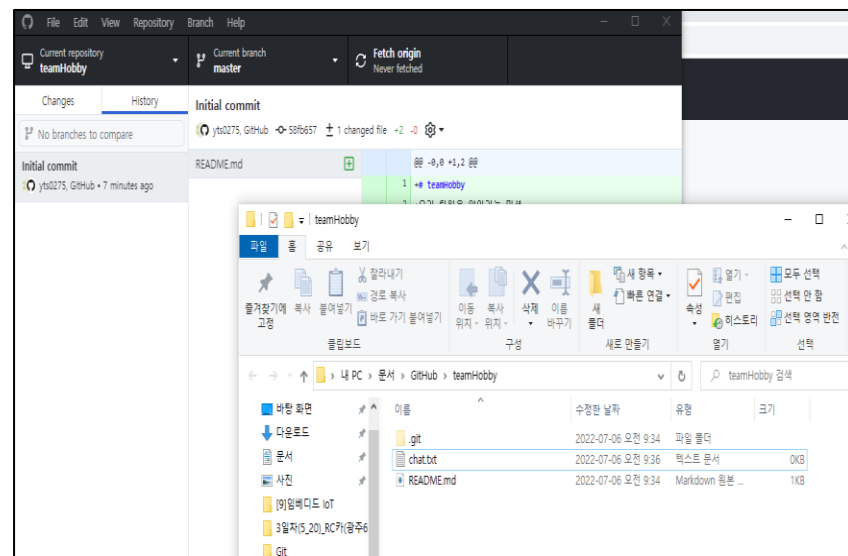 File Edit View Repository Branch Help
Current repository
teamHobby
Current branch
master
Fetch origin
Never fetched
Changes
History
No branches to compare
Initial commit
yts0275, GitHub • 7 minutes ago
Initial commit
yts0275, GitHub 58fb657 1 changed file +2 -0
README.md
@@ -0,0 +1,2 @@
1 +# teamHobby
teamHobby
파일 홈 공유 보기
즐겨찾기에 고정
복사
붙여넣기
잘라내기
경로 복사
바로 가기 붙여넣기
클립보드
이동 위치
복사 위치
삭제
이름 바꾸기
구성
새 폴더
새 항목
빠른 연결
새로 만들기
속성
열기
편집
히스토리
열기
모두 선택
선택 안 함
선택 영역 반전
선택
내 PC > 문서 > GitHub > teamHobby
teamHobby 검색
바탕 화면
다운로드
문서
사진
[9]임베디드 IoT
3일자(5_20)_RC카(광주6
Git
이름 수정한 날짜 유형 크기
.git 2022-07-06 오전 9:34 파일 폴더
chat.txt 2022-07-06 오전 9:36 텍스트 문서 0KB
README.md 2022-07-06 오전 9:34 Markdown 원본 ... 1KB